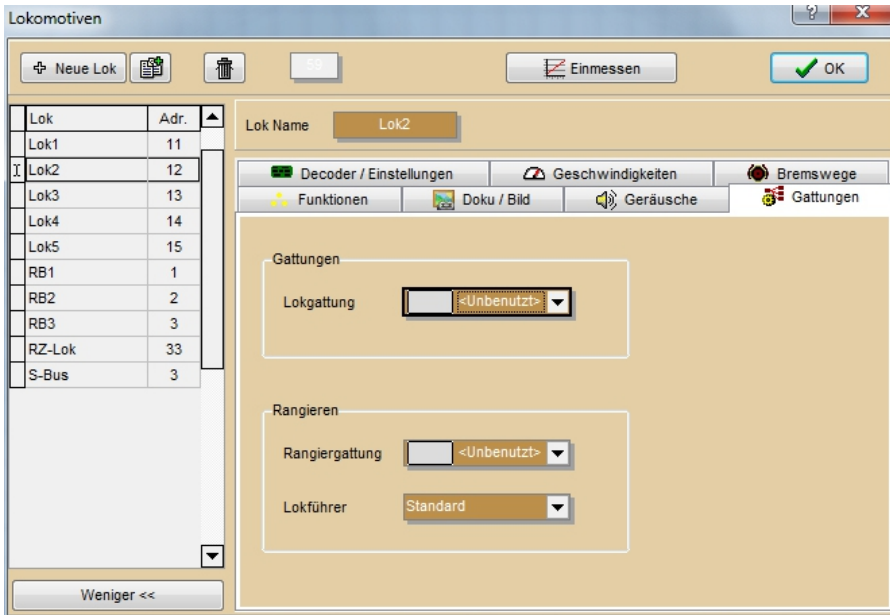 Lokomotiven
? X
Neue Lok 59 Einmessen OK
Lok Adr.
Lok1 11
Lok2 12
Lok3 13
Lok4 14
Lok5 15
RB1 1
RB2 2
RB3 3
RZ-Lok 33
S-Bus 3
Weniger <<
Lok Name Lok2
Decoder / Einstellungen Geschwindigkeiten Bremswege
Funktionen Doku / Bild Geräusche Gattungen
Gattungen
Lokgattung <Unbenutzt>
Rangieren
Rangiergattung <Unbenutzt>
Lokführer Standard